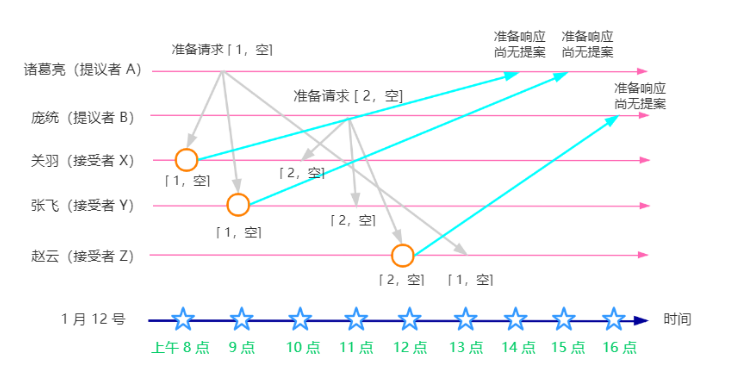 准备请求 [ 1，空]
准备响应
尚无提案
准备响应
尚无提案
诸葛亮（提议者 A）
准备请求 [ 2，空]
准备响应
尚无提案
庞统（提议者 B）
关羽（接受者 X）
[ 1，空]
[ 2，空]
张飞（接受者 Y）
[ 1，空]
[ 2，空]
赵云（接受者 Z）
[ 2，空]
[ 1，空]
1 月 12 号
时间
上午 8 点
9 点
10 点
11 点
12 点
13 点
14 点
15 点
16 点